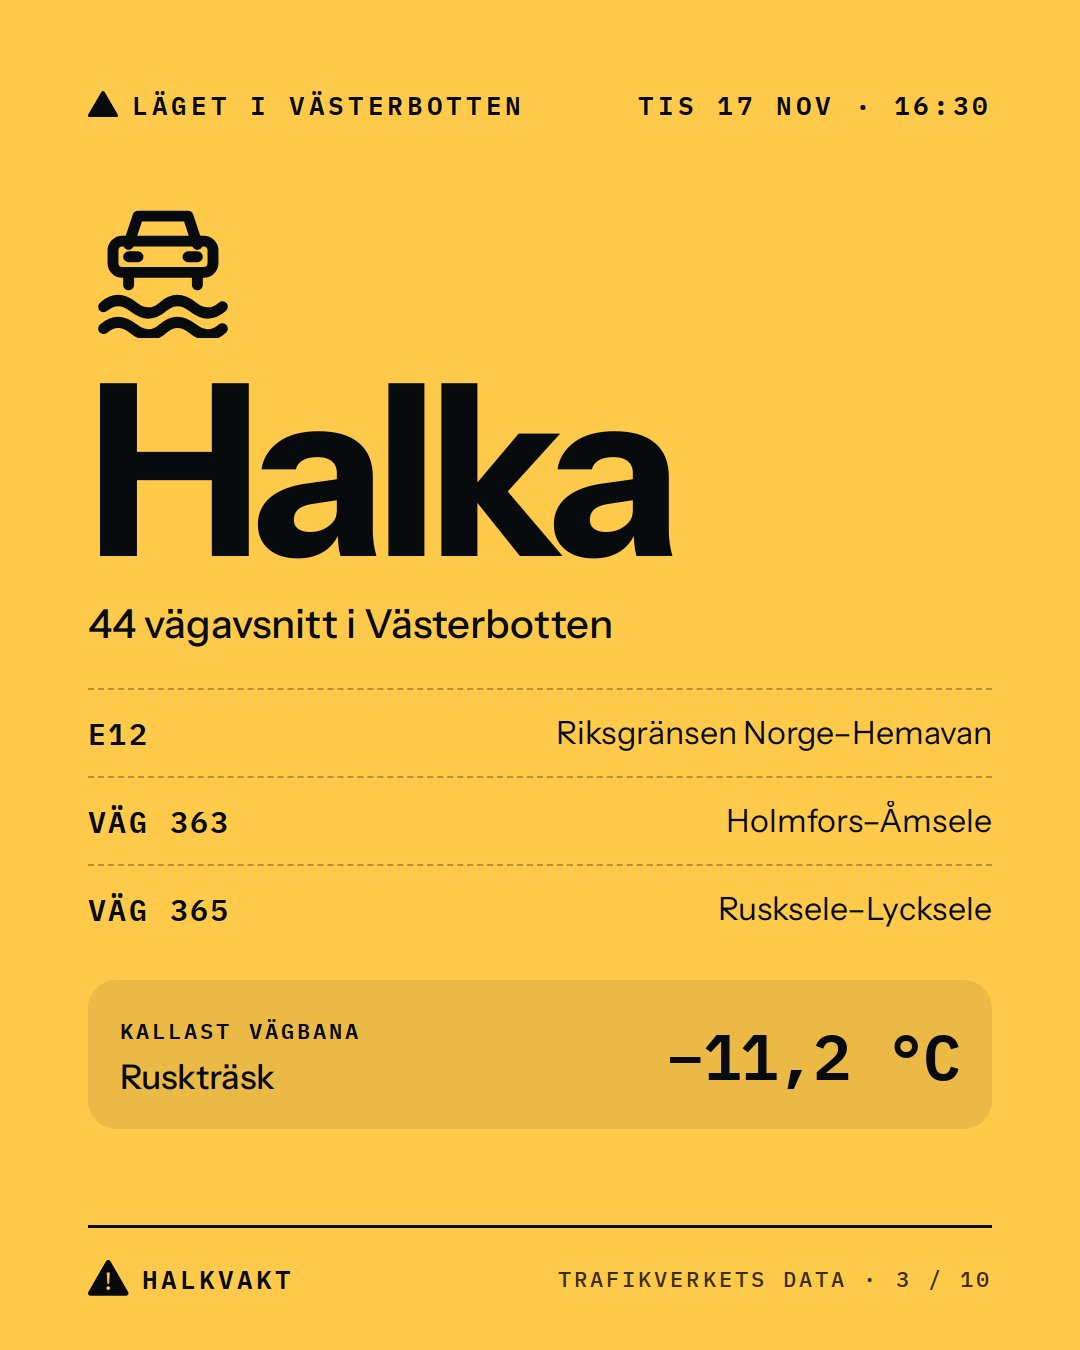 LÄGET I VÄSTERBOTTEN
TIS 17 NOV · 16:30
Halka
44 vägavsnitt i Västerbotten
E12 Riksgränsen Norge–Hemavan
VÄG 363 Holmfors–Åmsele
VÄG 365 Rusksele–Lycksele
KALLAST VÄGBANA
Ruskträsk
−11,2 °C
HALKVAKT
TRAFIKVERKETS DATA · 3 / 10